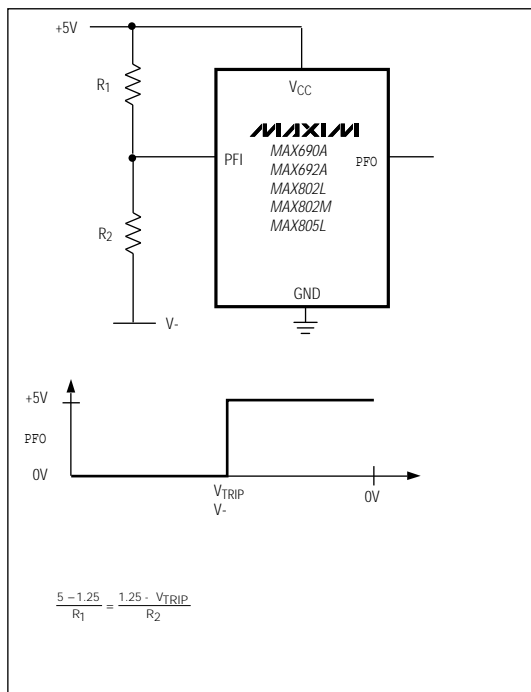 +5V
R1
VCC
MAXIM
MAX690A
MAX692A
MAX802L
MAX802M
MAX805L
PFI
PFO
R2
GND
V-
+5V
PFO
0V
VTRIP
V-
0V
5 – 1.25
R1
=
1.25 - VTRIP
R2